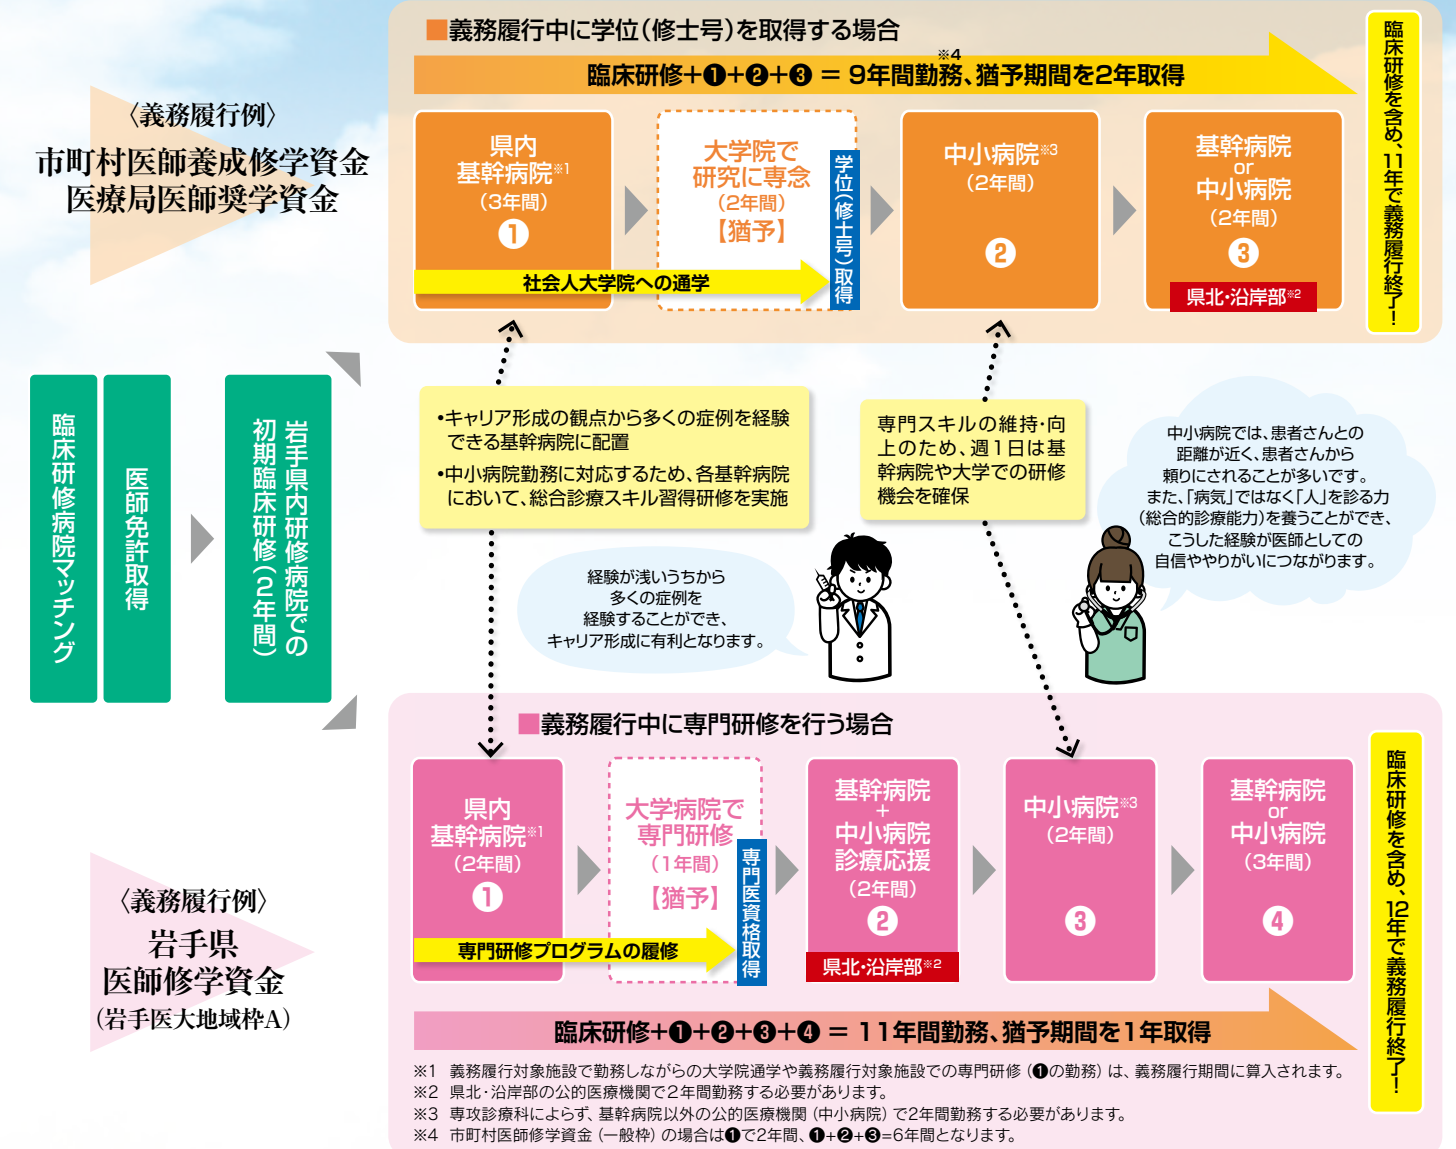 〈義務履行例〉
市町村医師養成修学資金
医療局医師奨学資金
■義務履行中に学位（修士号）を取得する場合
※4
臨床研修＋❶＋❷＋❸ ＝ 9年間勤務、猶予期間を2年取得
県内
基幹病院※1
（3年間）
❶
大学院で
研究に専念
（2年間）
【猶予】
学位（修士号）取得
社会人大学院への通学
中小病院※3
（2年間）
❷
基幹病院
or
中小病院
（2年間）
❸
県北・沿岸部※2
臨床研修を含め、11年で義務履行終了！
臨床研修病院マッチング
医師免許取得
岩手県内研修病院での
初期臨床研修（2年間）
•キャリア形成の観点から多くの症例を経験
できる基幹病院に配置
•中小病院勤務に対応するため、各基幹病院
において、総合診療スキル習得研修を実施
専門スキルの維持・向
上のため、週1日は基
幹病院や大学での研修
機会を確保
中小病院では、患者さんとの
距離が近く、患者さんから
頼りにされることが多いです。
また、「病気」ではなく「人」を診る力
（総合的診療能力）を養うことができ、
こうした経験が医師としての
自信ややりがいにつながります。
経験が浅いうちから
多くの症例を
経験することができ、
キャリア形成に有利となります。
〈義務履行例〉
岩手県
医師修学資金
（岩手医大地域枠A）
■義務履行中に専門研修を行う場合
県内
基幹病院※1
（2年間）
❶
大学病院で
専門研修
（1年間）
【猶予】
専門医資格取得
専門研修プログラムの履修
基幹病院
＋
中小病院
診療応援
（2年間）
❷
県北・沿岸部※2
中小病院※3
（2年間）
❸
基幹病院
or
中小病院
（3年間）
❹
臨床研修を含め、12年で義務履行終了！
臨床研修＋❶＋❷＋❸＋❹ ＝ 11年間勤務、猶予期間を1年取得
※1 義務履行対象施設で勤務しながらの大学院通学や義務履行対象施設での専門研修（❶の勤務）は、義務履行期間に算入されます。
※2 県北・沿岸部の公的医療機関で2年間勤務する必要があります。
※3 専攻診療科によらず、基幹病院以外の公的医療機関（中小病院）で2年間勤務する必要があります。
※4 市町村医師修学資金（一般枠）の場合は❶で2年間、❶+❷+❸=6年間となります。